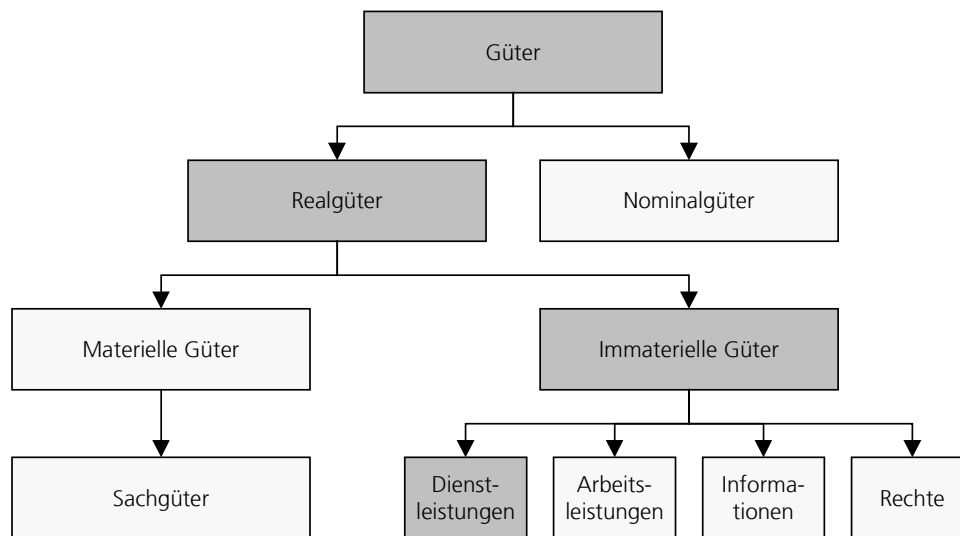 Güter
Realgüter
Nominalgüter
Materielle Güter
Immaterielle Güter
Sachgüter
Dienst-
leistungen
Arbeits-
leistungen
Informa-
tionen
Rechte